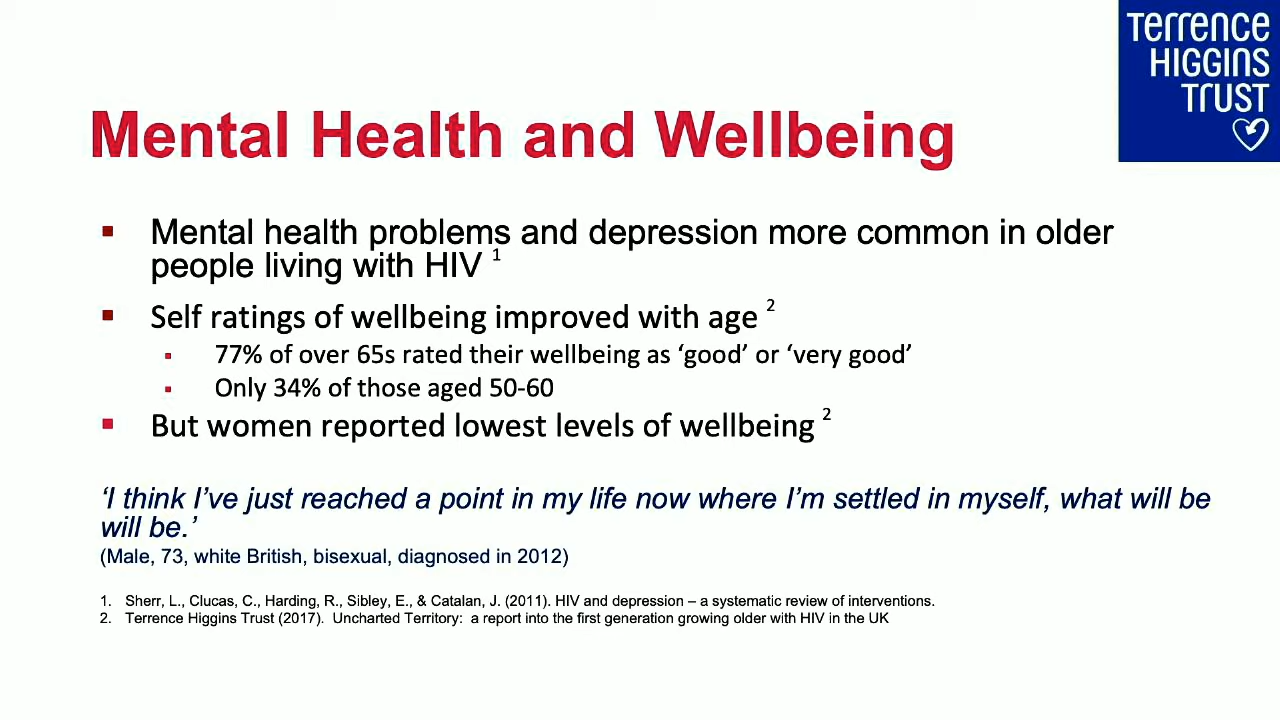 Terrence
HIGGINS
TRUST
Mental Health and Wellbeing
▪ Mental health problems and depression more common in older
people living with HIV 1
▪ Self ratings of wellbeing improved with age 2
▪ 77% of over 65s rated their wellbeing as ‘good’ or ‘very good’
▪ Only 34% of those aged 50-60
▪ But women reported lowest levels of wellbeing 2
‘I think I’ve just reached a point in my life now where I’m settled in myself, what will be
will be.’
(Male, 73, white British, bisexual, diagnosed in 2012)
1. Sherr, L., Clucas, C., Harding, R., Sibley, E., & Catalan, J. (2011). HIV and depression – a systematic review of interventions.
2. Terrence Higgins Trust (2017). Uncharted Territory: a report into the first generation growing older with HIV in the UK